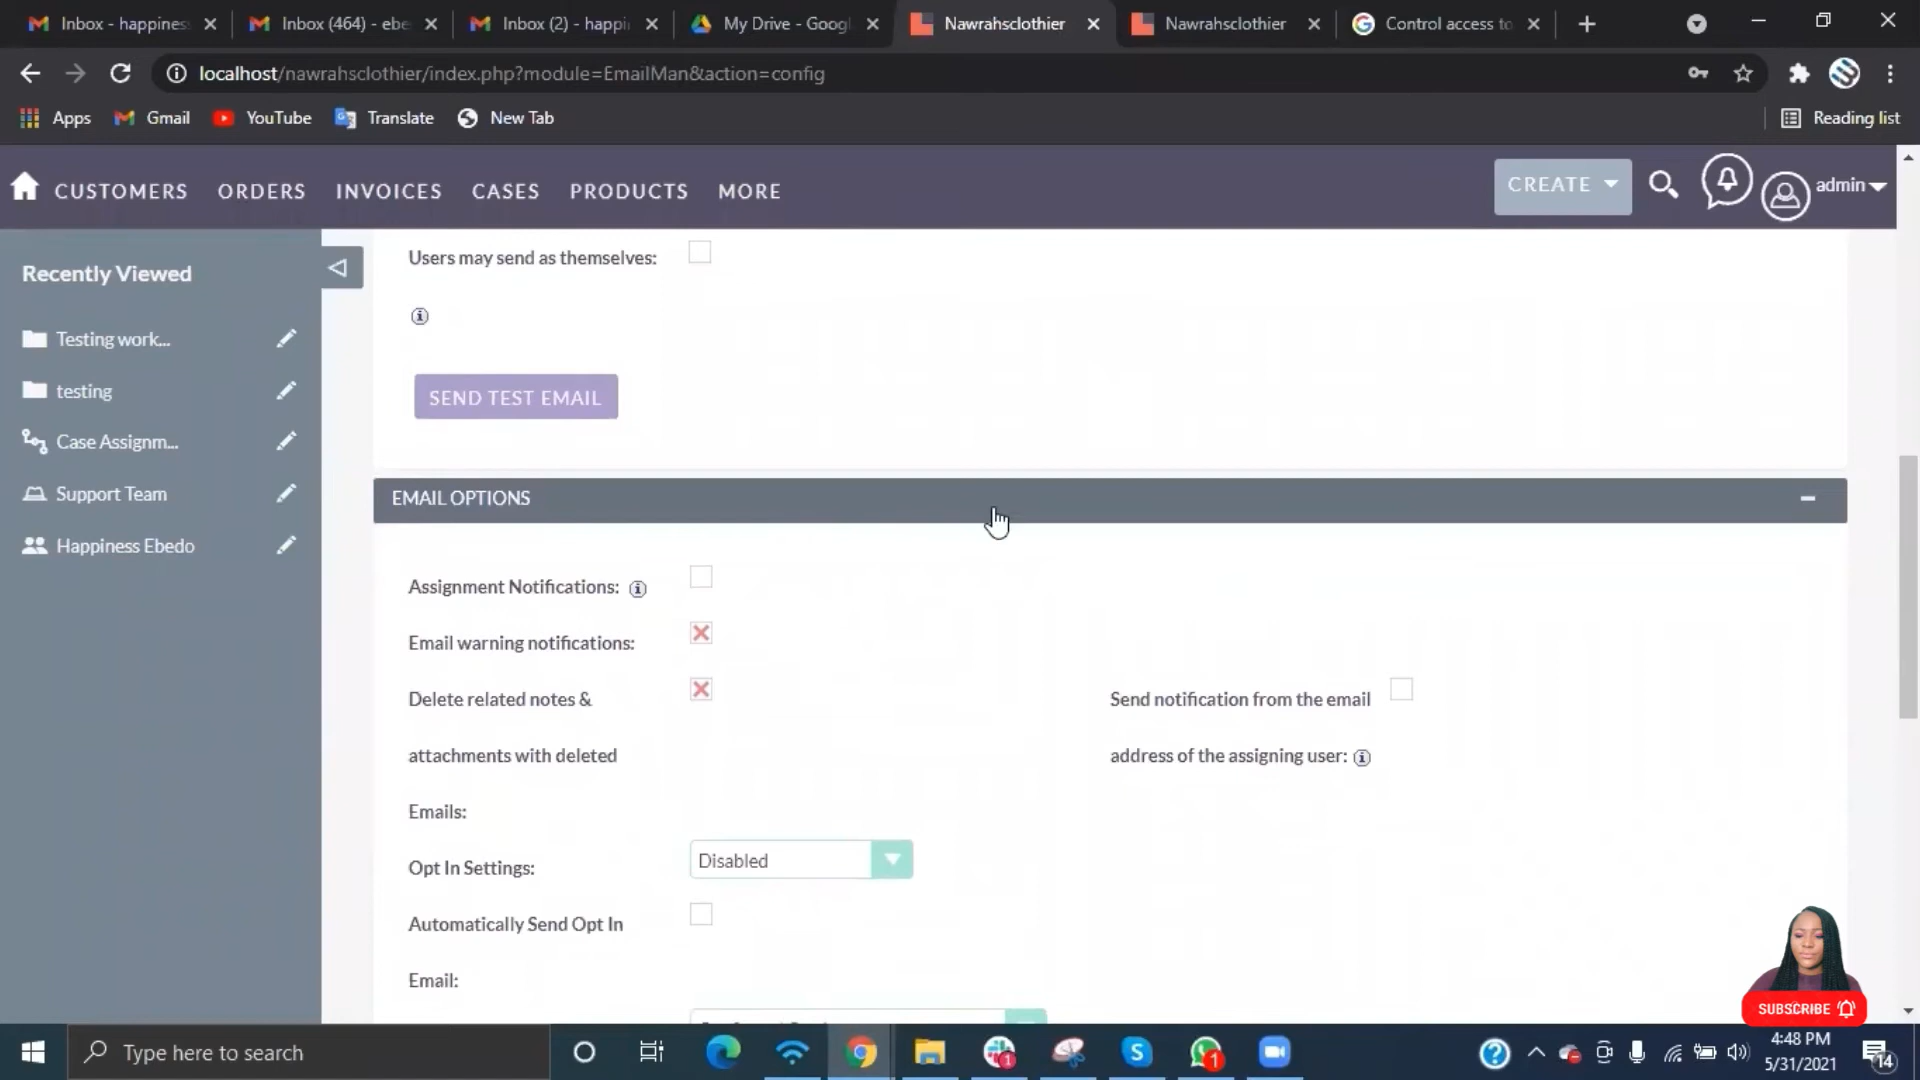 Inbox - happines
Inbox (464) - ebe
Inbox (2) - happi
My Drive - Googl
Nawrahsclothier
Nawrahsclothier
Control access to
localhost/nawrahsclothier/index.php?module=EmailMan&action=config
Apps
Gmail
YouTube
Translate
New Tab
Reading list
CUSTOMERS
ORDERS
INVOICES
CASES
PRODUCTS
MORE
CREATE
admin
Recently Viewed
Testing work...
testing
Case Assignm...
Support Team
Happiness Ebedo
Users may send as themselves:
SEND TEST EMAIL
EMAIL OPTIONS
Assignment Notifications:
Email warning notifications:
Delete related notes &
attachments with deleted
Emails:
Send notification from the email
address of the assigning user:
Opt In Settings:
Disabled
Automatically Send Opt In
Email:
SUBSCRIBE
Type here to search
1
1
4:48 PM
5/31/2021
14